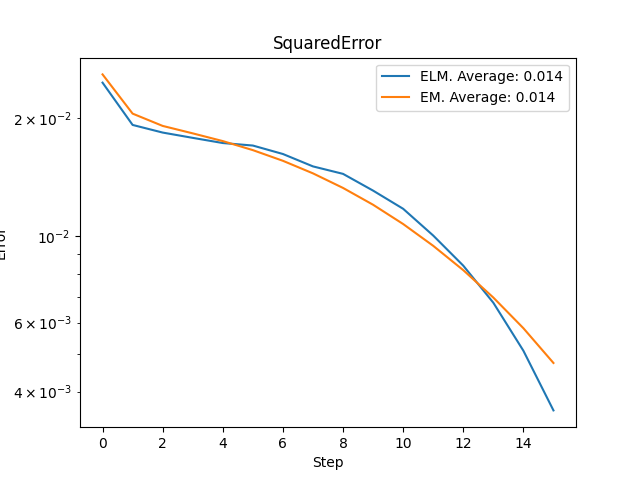 SquaredError
ELM. Average: 0.014
EM. Average: 0.014
2 × 10⁻²
10⁻²
6 × 10⁻³
4 × 10⁻³
Error
0 2 4 6 8 10 12 14
Step